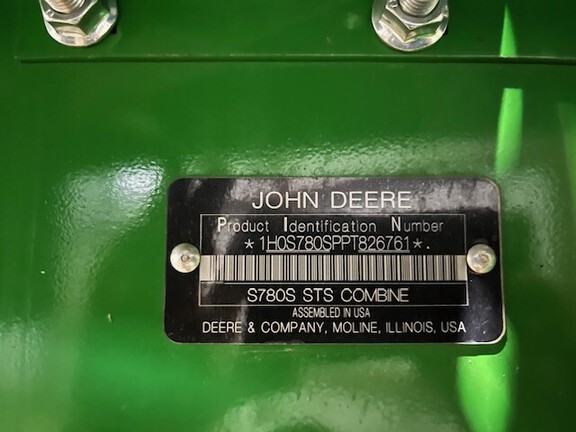 JOHN DEERE
Product Identification Number
*1H0S780SPPT826761*.
S780S STS COMBINE
ASSEMBLED IN USA
DEERE & COMPANY, MOLINE, ILLINOIS, USA